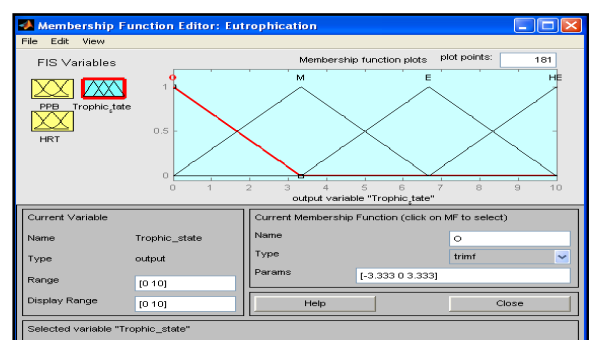 Membership Function Editor: Eutrophication
File Edit View
FIS Variables
PPB
Trophic_state
HRT
Membership function plots
plot points: 181
O M E HE
1
0.5
0
0 1 2 3 4 5 6 7 8 9 10
output variable "Trophic_state"
Current Variable
Name Trophic_state
Type output
Range [0 10]
Display Range [0 10]
Current Membership Function (click on MF to select)
Name O
Type trimf
Params [-3.333 0 3.333]
Help Close
Selected variable "Trophic_state"